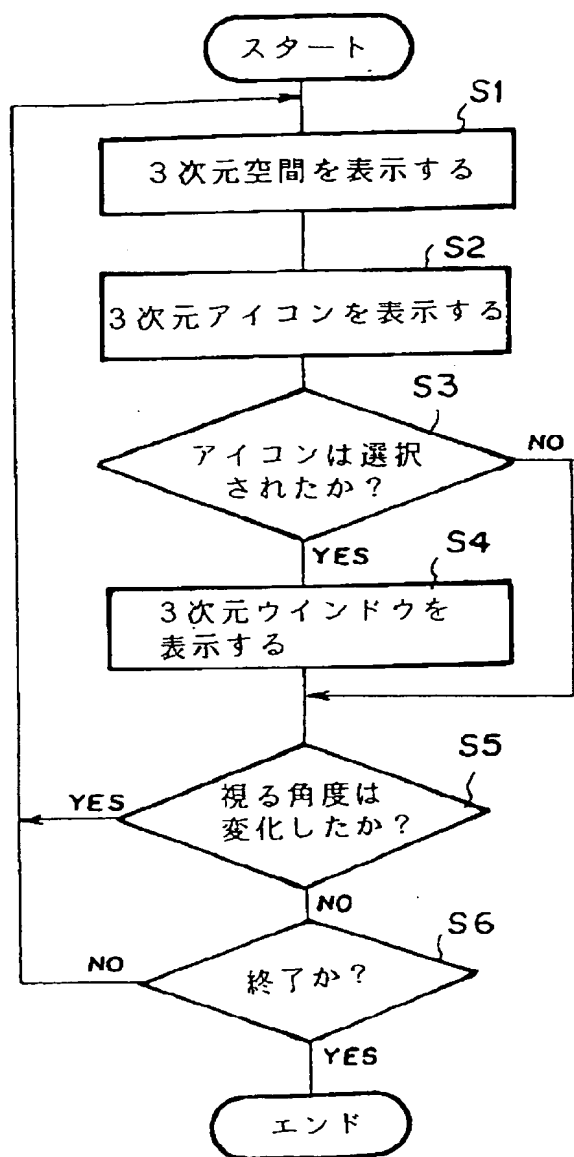 スタート
S1
3次元空間を表示する
S2
3次元アイコンを表示する
S3
アイコンは選択
されたか?
NO
YES
S4
3次元ウインドウを
表示する
S5
視る角度は
変化したか?
YES
NO
S6
終了か?
NO
YES
エンド